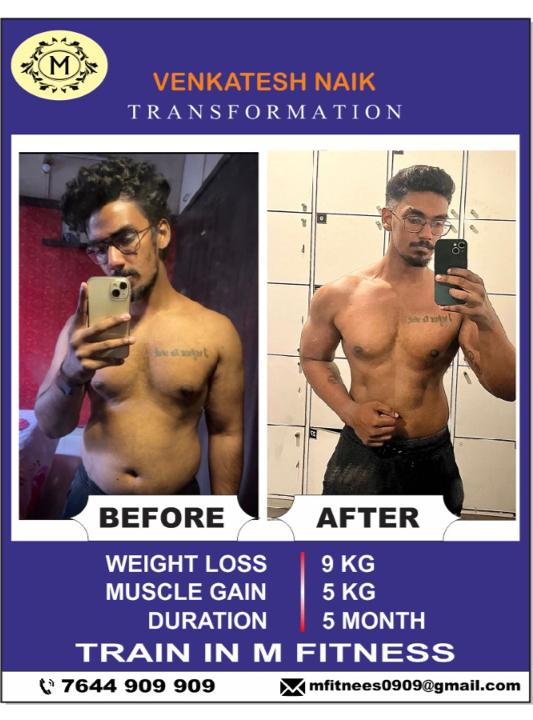 M
VENKATESH NAIK
TRANSFORMATION
BEFORE
AFTER
WEIGHT LOSS 9 KG
MUSCLE GAIN 5 KG
DURATION 5 MONTH
TRAIN IN M FITNESS
7644 909 909 mfitnees0909@gmail.com